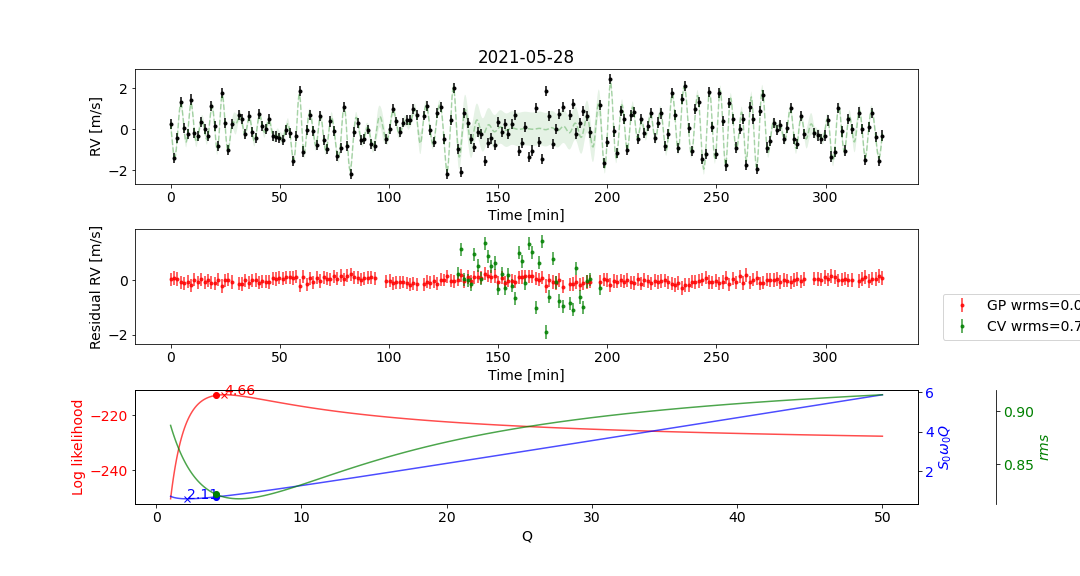 2021-05-28
RV [m/s]
2
0
−2
0 50 100 150 200 250 300
Time [min]
Residual RV [m/s]
0
−2
0 50 100 150 200 250 300
Time [min]
GP wrms=0.0
CV wrms=0.7
Log likelihood
−220
−240
4.66
2.11
6
4
2
S₀ω₀Q
0.90
0.85
rms
0 10 20 30 40 50
Q